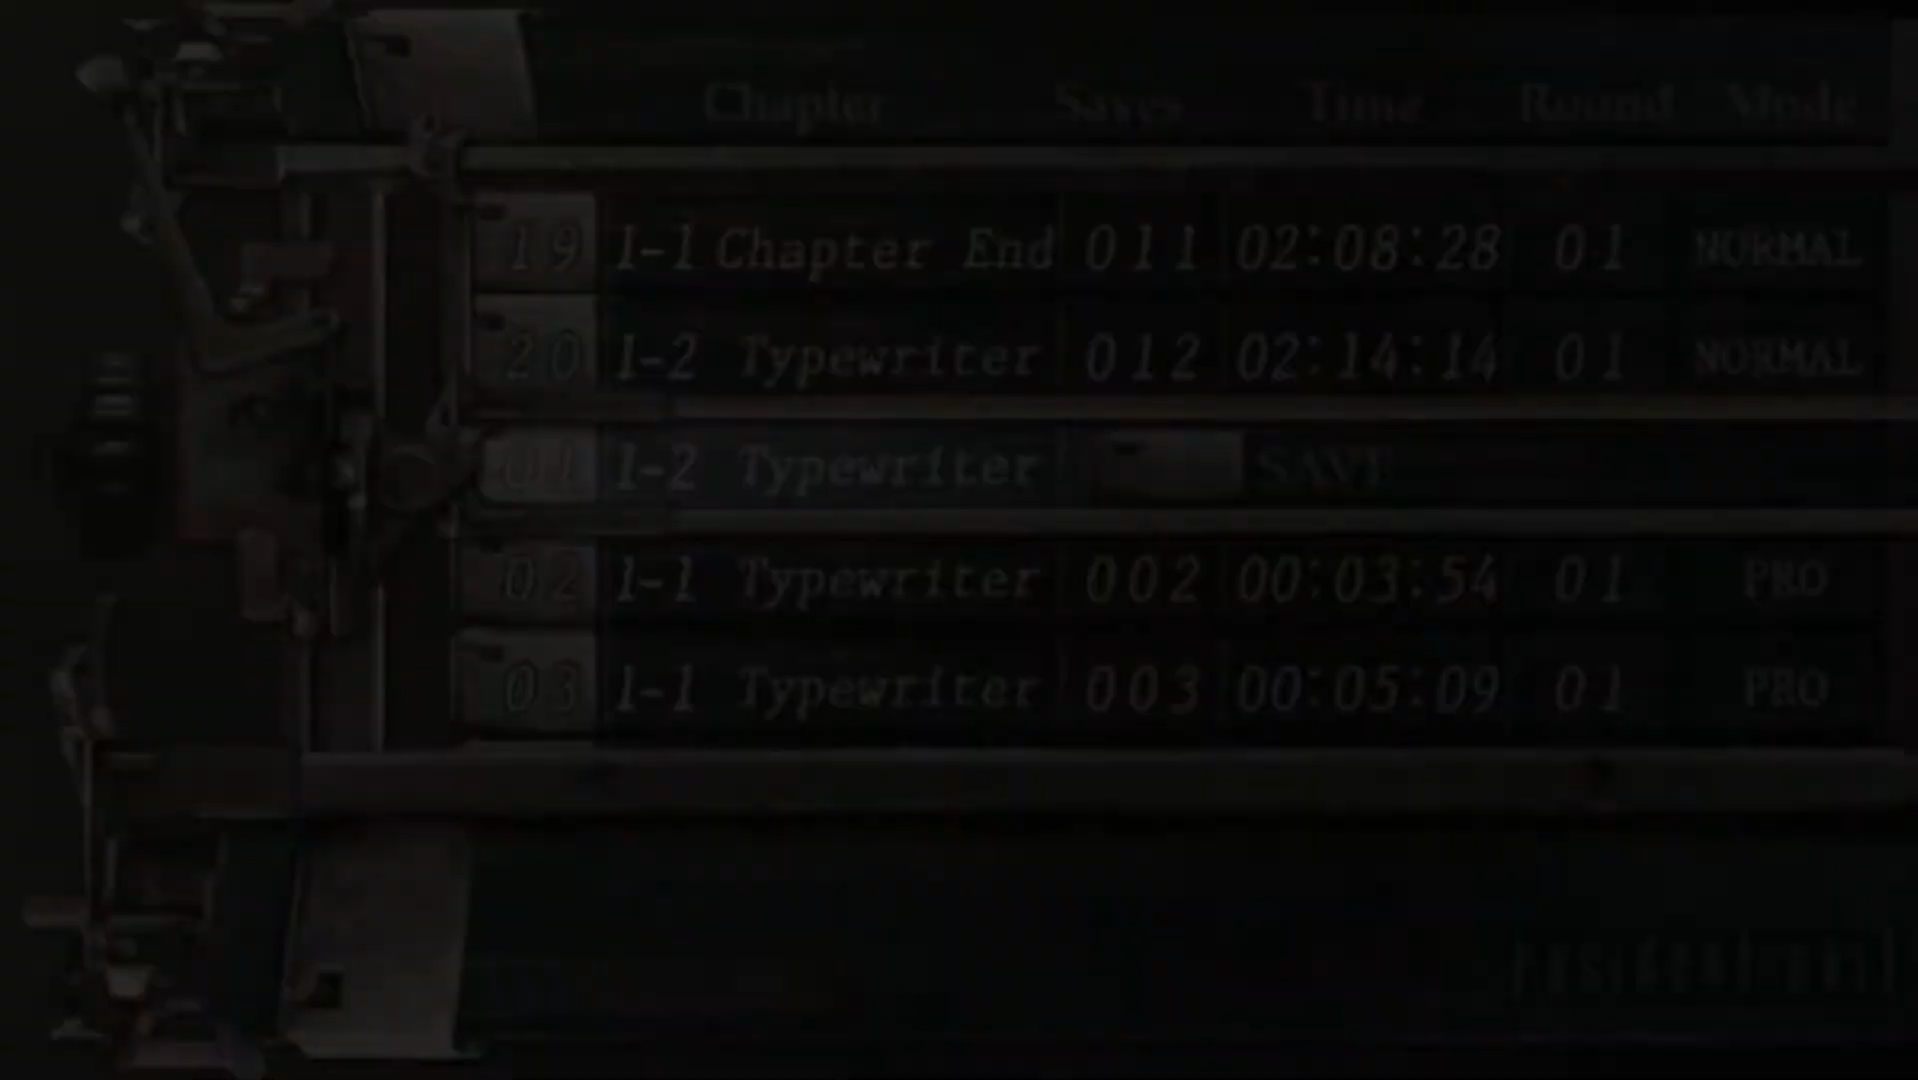 Chapter Saves Time Round Mode
19 1-1 Chapter End 011 02:08:28 01 NORMAL
20 1-2 Typewriter 012 02:14:14 01 NORMAL
01 1-2 Typewriter SAVE
02 1-1 Typewriter 002 00:03:54 01 PRO
03 1-1 Typewriter 003 00:05:09 01 PRO
resident evil